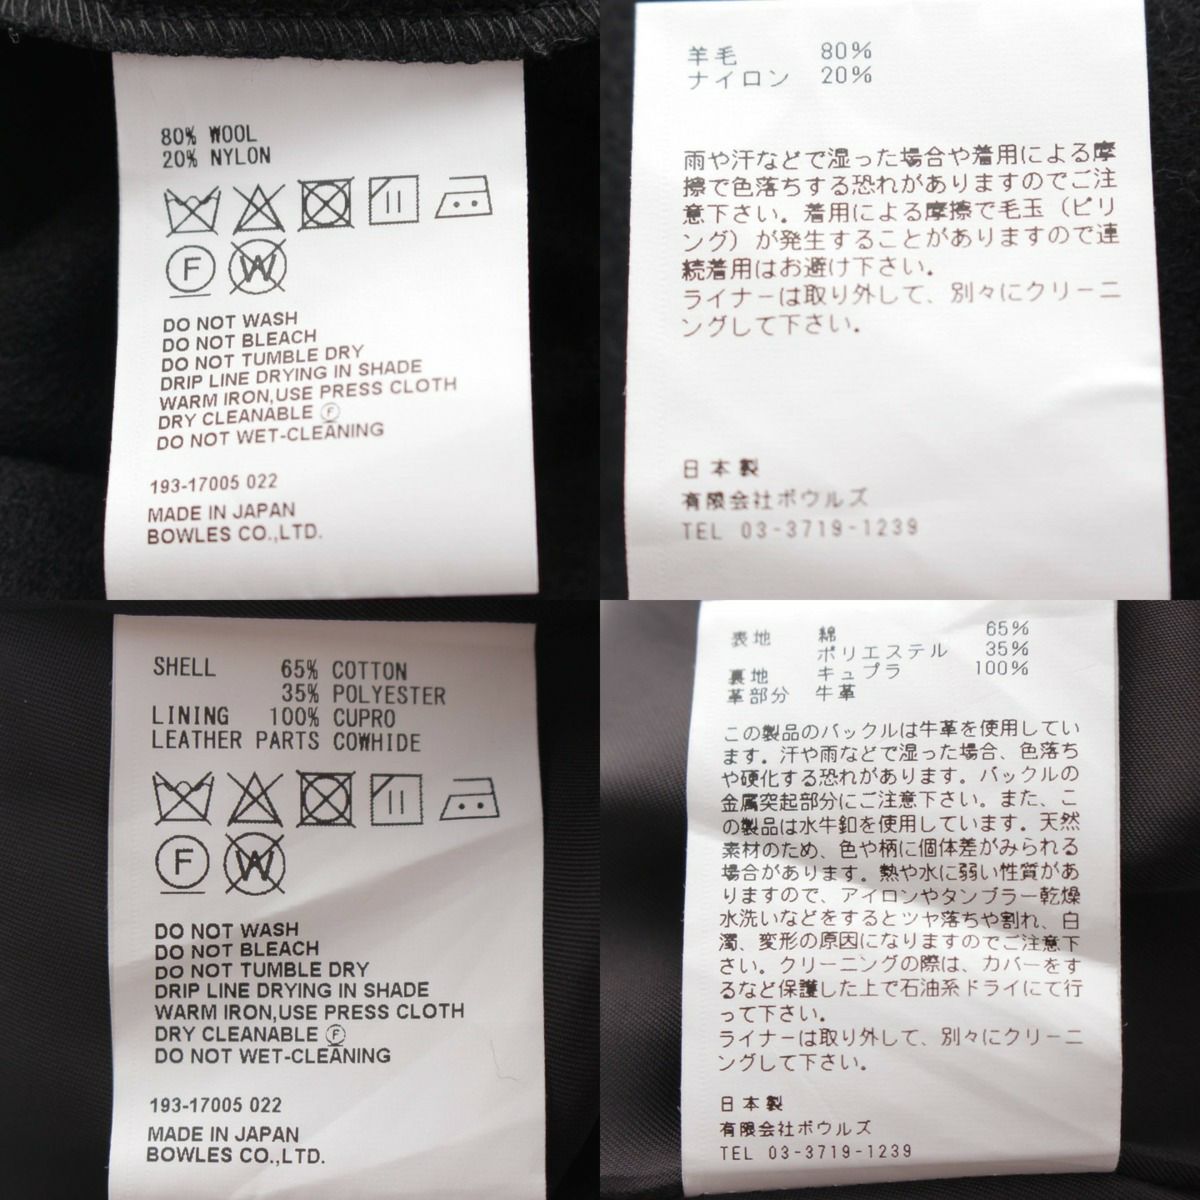 80% WOOL
20% NYLON
F W
DO NOT WASH
DO NOT BLEACH
DO NOT TUMBLE DRY
DRIP LINE DRYING IN SHADE
WARM IRON,USE PRESS CLOTH
DRY CLEANABLE Ⓕ
DO NOT WET-CLEANING
193-17005 022
MADE IN JAPAN
BOWLES CO.,LTD.
羊毛 80%
ナイロン 20%
雨や汗などで湿った場合や着用による摩
擦で色落ちする恐れがありますのでご注
意下さい。着用による摩擦で毛玉（ピリ
ング）が発生することがありますので連
続着用はお避け下さい。
ライナーは取り外して、別々にクリーニ
ングして下さい。
日本製
有限会社ボウルズ
TEL 03-3719-1239
SHELL 65% COTTON
35% POLYESTER
LINING 100% CUPRO
LEATHER PARTS COWHIDE
F W
DO NOT WASH
DO NOT BLEACH
DO NOT TUMBLE DRY
DRIP LINE DRYING IN SHADE
WARM IRON,USE PRESS CLOTH
DRY CLEANABLE Ⓕ
DO NOT WET-CLEANING
193-17005 022
MADE IN JAPAN
BOWLES CO.,LTD.
表地 綿 65%
ポリエステル 35%
裏地 キュプラ 100%
革部分 牛革
この製品のバックルは牛革を使用してい
ます。汗や雨などで湿った場合、色落ち
や硬化する恐れがあります。バックルの
金属突起部分にご注意下さい。また、こ
の製品は水牛釦を使用しています。天然
素材のため、色や柄に個体差がみられる
場合があります。熱や水に弱い性質があ
りますので、アイロンやタンブラー乾燥
水洗いなどをするとツヤ落ちや割れ、白
濁、変形の原因になりますのでご注意下
さい。クリーニングの際は、カバーをす
るなど保護した上で石油系ドライにて行
って下さい。
ライナーは取り外して、別々にクリーニ
ングして下さい。
日本製
有限会社ボウルズ
TEL 03-3719-1239